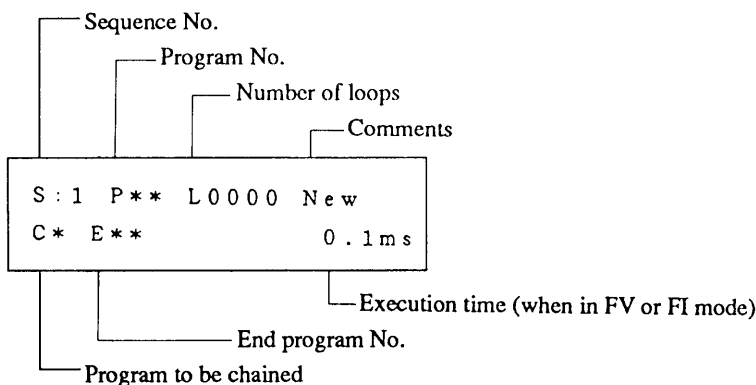 Sequence No.
Program No.
Number of loops
Comments
S:1 P** L0000 New
C* E** 0.1ms
Execution time (when in FV or FI mode)
End program No.
Program to be chained